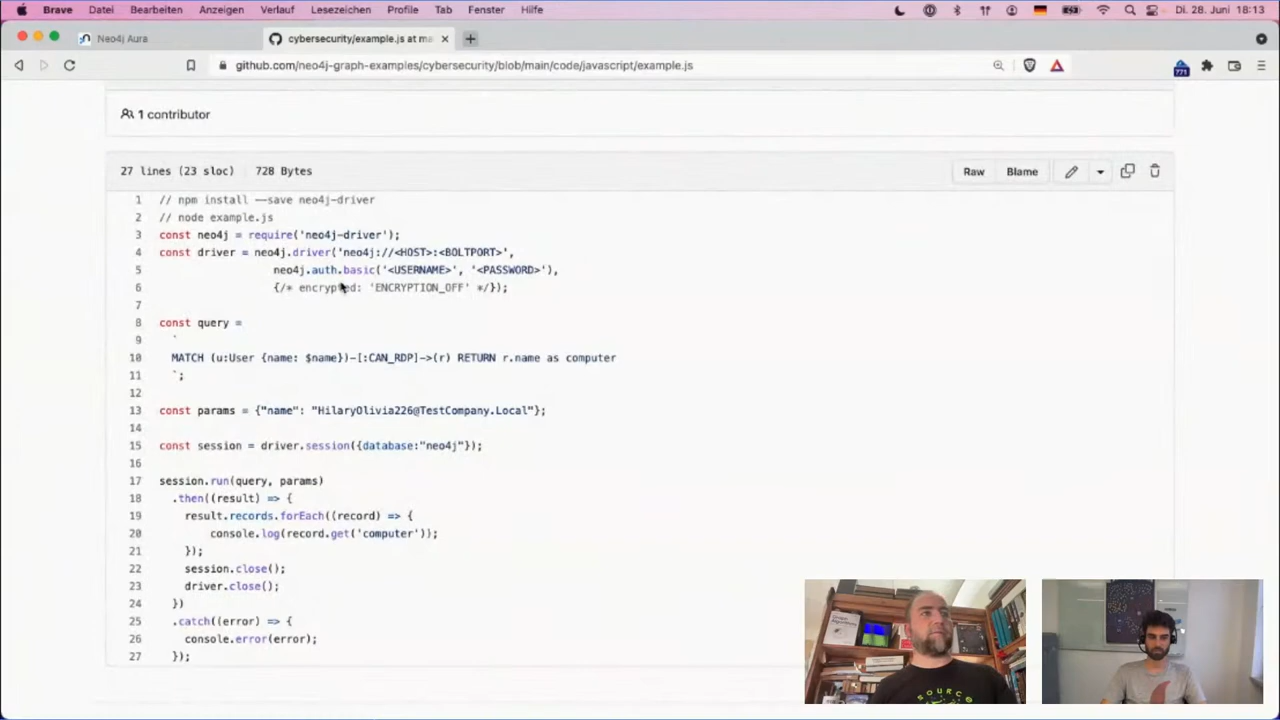 Brave Datei Bearbeiten Anzeigen Verlauf Lesezeichen Profile Tab Fenster Hilfe Di. 28. Juni 18:13
Neo4j Aura cybersecurity/example.js at ma
github.com/neo4j-graph-examples/cybersecurity/blob/main/code/javascript/example.js 771
1 contributor
27 lines (23 sloc) 728 Bytes Raw Blame
1 // npm install --save neo4j-driver
2 // node example.js
3 const neo4j = require('neo4j-driver');
4 const driver = neo4j.driver('neo4j://<HOST>:<BOLTPORT>',
5 neo4j.auth.basic('<USERNAME>', '<PASSWORD>'),
6 {/* encrypted: 'ENCRYPTION_OFF' */});
7
8 const query =
9 `
10 MATCH (u:User {name: $name})-[:CAN_RDP]->(r) RETURN r.name as computer
11 `;
12
13 const params = {"name": "HilaryOlivia226@TestCompany.Local"};
14
15 const session = driver.session({database:"neo4j"});
16
17 session.run(query, params)
18 .then((result) => {
19 result.records.forEach((record) => {
20 console.log(record.get('computer'));
21 });
22 session.close();
23 driver.close();
24 })
25 .catch((error) => {
26 console.error(error);
27 });
SOURCE